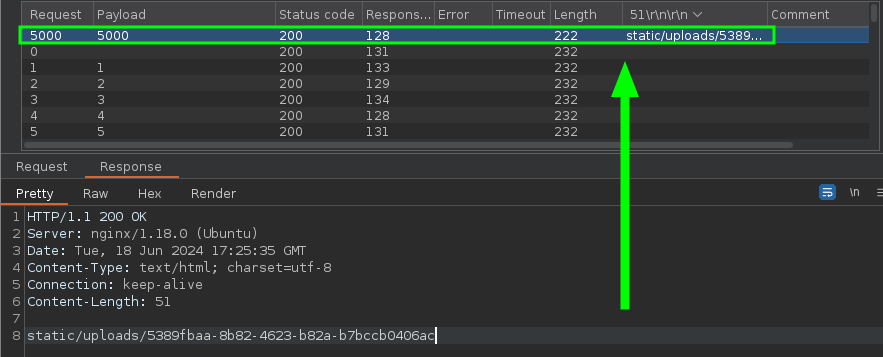 Request Payload Status code Respons... Error Timeout Length 51\r\n\r\n Comment
5000 5000 200 128 222 static/uploads/5389...
0 200 131 232
1 1 200 133 232
2 2 200 129 232
3 3 200 134 232
4 4 200 128 232
5 5 200 131 232
Request Response
Pretty Raw Hex Render \n
1 HTTP/1.1 200 OK
2 Server: nginx/1.18.0 (Ubuntu)
3 Date: Tue, 18 Jun 2024 17:25:35 GMT
4 Content-Type: text/html; charset=utf-8
5 Connection: keep-alive
6 Content-Length: 51
7
8 static/uploads/5389fbaa-8b82-4623-b82a-b7bccb0406ac